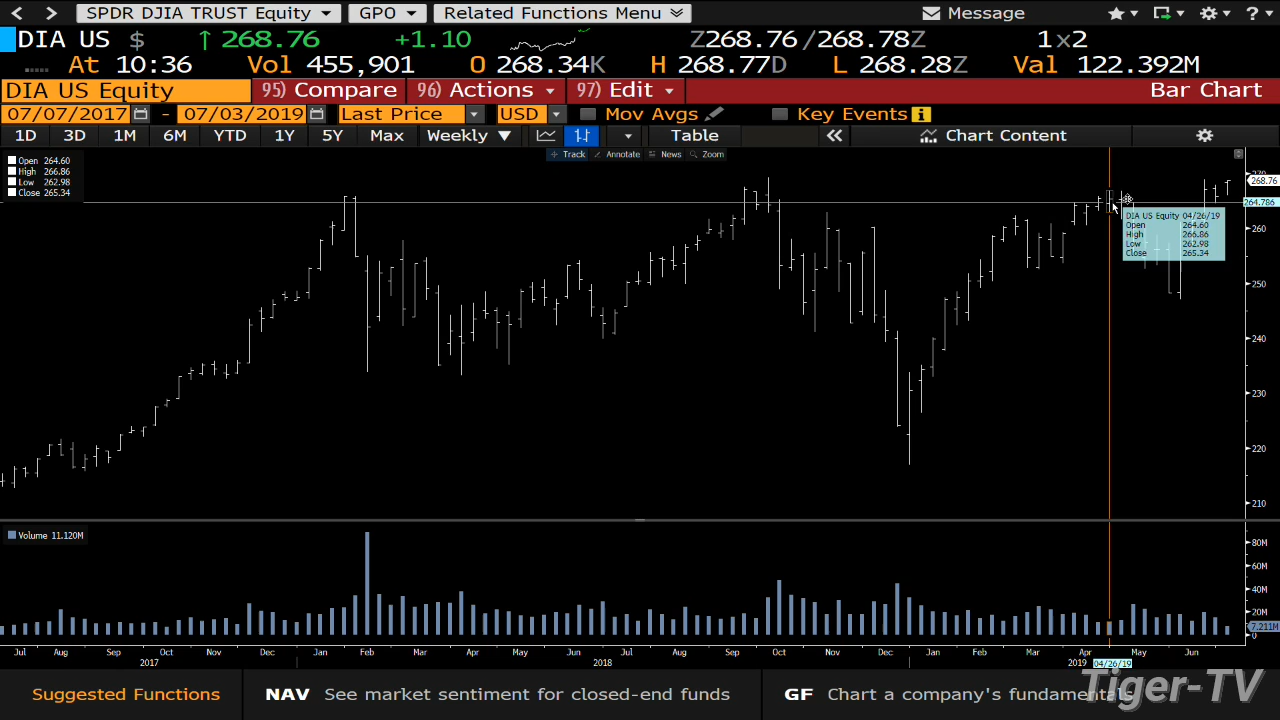 SPDR DJIA TRUST Equity GPO Related Functions Menu Message ?
DIA US $ ↑ 268.76 +1.10 Z268.76/268.78Z 1x2
At 10:36 Vol 455,901 O 268.34K H 268.77D L 268.28Z Val 122.392M
DIA US Equity 95) Compare 96) Actions 97) Edit Bar Chart
07/07/2017 - 07/03/2019 Last Price USD Mov Avgs Key Events i
1D 3D 1M 6M YTD 1Y 5Y Max Weekly ▼ Table « Chart Content
Track Annotate News Zoom
Open 264.60
High 266.86
Low 262.98
Close 265.34
270
268.76
264.786
DIA US Equity 04/26/19
Open 264.60
High 266.86
Low 262.98
Close 265.34
260
250
240
230
220
210
Volume 11.120M
80M
60M
40M
20M
7.211M
0
Jul Aug Sep Oct Nov Dec Jan Feb Mar Apr May Jun Jul Aug Sep Oct Nov Dec Jan Feb Mar Apr May Jun
2017 2018 2019 04/26/19
Suggested Functions NAV See market sentiment for closed-end funds GF Chart a company's fundamentals
Tiger-TV